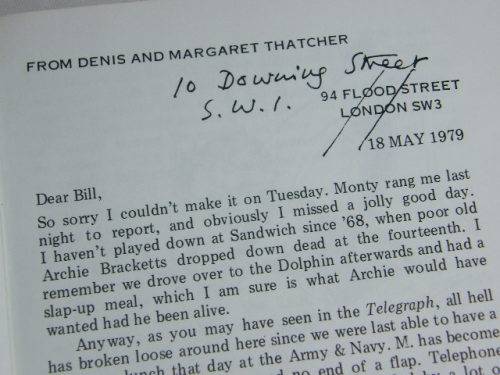 FROM DENIS AND MARGARET THATCHER
10 Downing Street
S.W.1.
94 FLOOD STREET
LONDON SW3
18 MAY 1979
Dear Bill,
So sorry I couldn't make it on Tuesday. Monty rang me last
night to report, and obviously I missed a jolly good day.
I haven't played down at Sandwich since '68, when poor old
Archie Bracketts dropped down dead at the fourteenth. I
remember we drove over to the Dolphin afterwards and had a
slap-up meal, which I am sure is what Archie would have
wanted had he been alive.
Anyway, as you may have seen in the Telegraph, all hell
has broken loose around here since we were last able to have a
lunch that day at the Army & Navy. M. has become
no end of a flap. Telephone
by a lot of